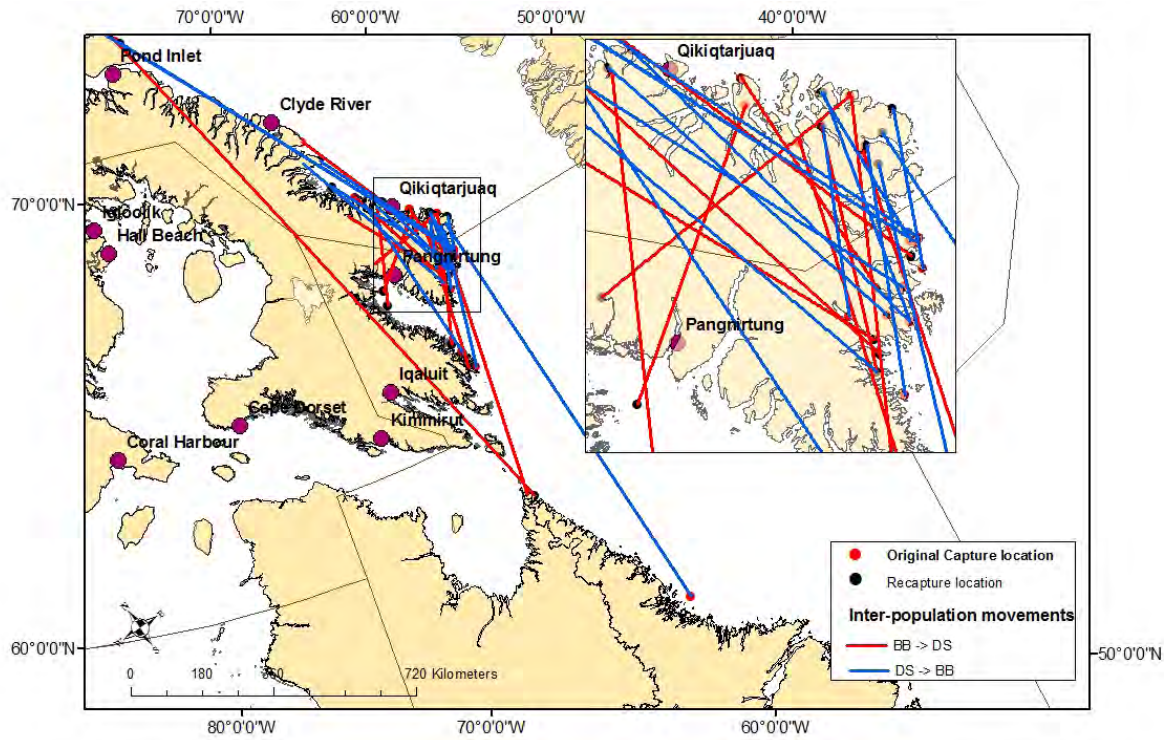 70°0'0"W 60°0'0"W 50°0'0"W 40°0'0"W
Pond Inlet
Qikiqtarjuaq
Clyde River
Qikiqtarjuaq
70°0'0"N
Igloolik
Hall Beach
Pangnirtung
Pangnirtung
Iqaluit
Cape Dorset
Kimmirut
Coral Harbour
Original Capture location
Recapture location
Inter-population movements
BB -> DS
DS -> BB
N
E
W
S
60°0'0"N
50°0'0"N
0 180 360 720 Kilometers
80°0'0"W 70°0'0"W 60°0'0"W